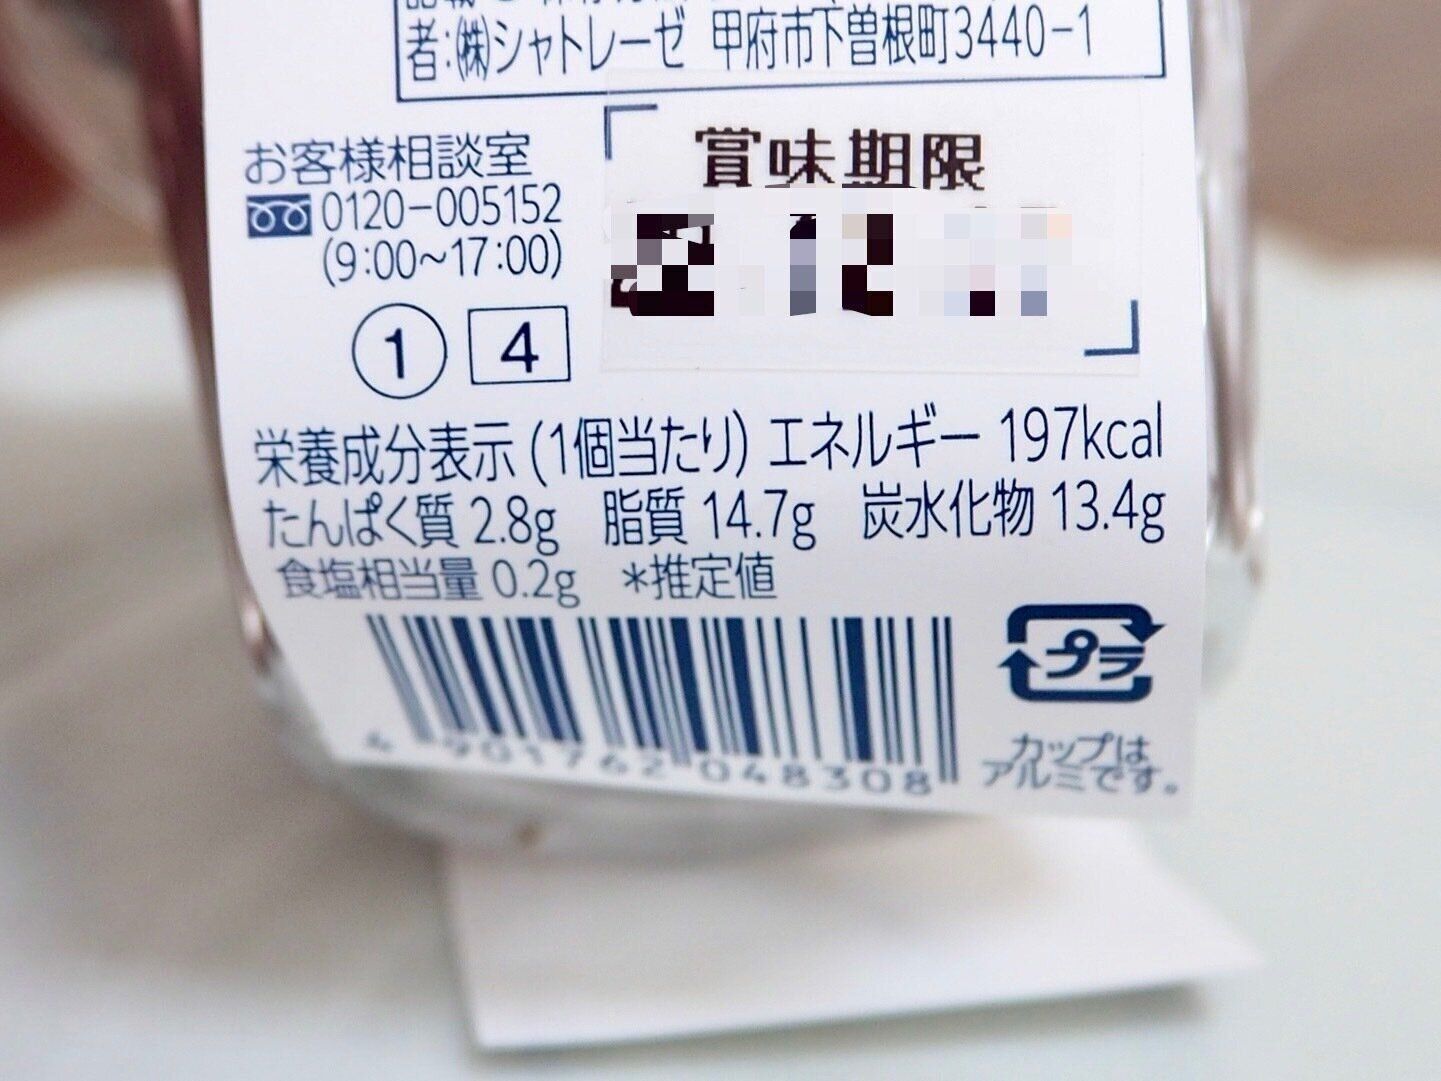 者:㈱シャトレーゼ 甲府市下曽根町3440-1
お客様相談室
0120-005152
(9:00~17:00)
賞味期限
1 4
栄養成分表示(1個当たり) エネルギー 197kcal
たんぱく質 2.8g 脂質 14.7g 炭水化物 13.4g
食塩相当量 0.2g *推定値
4 901762 048308
プラ
カップは
アルミです。